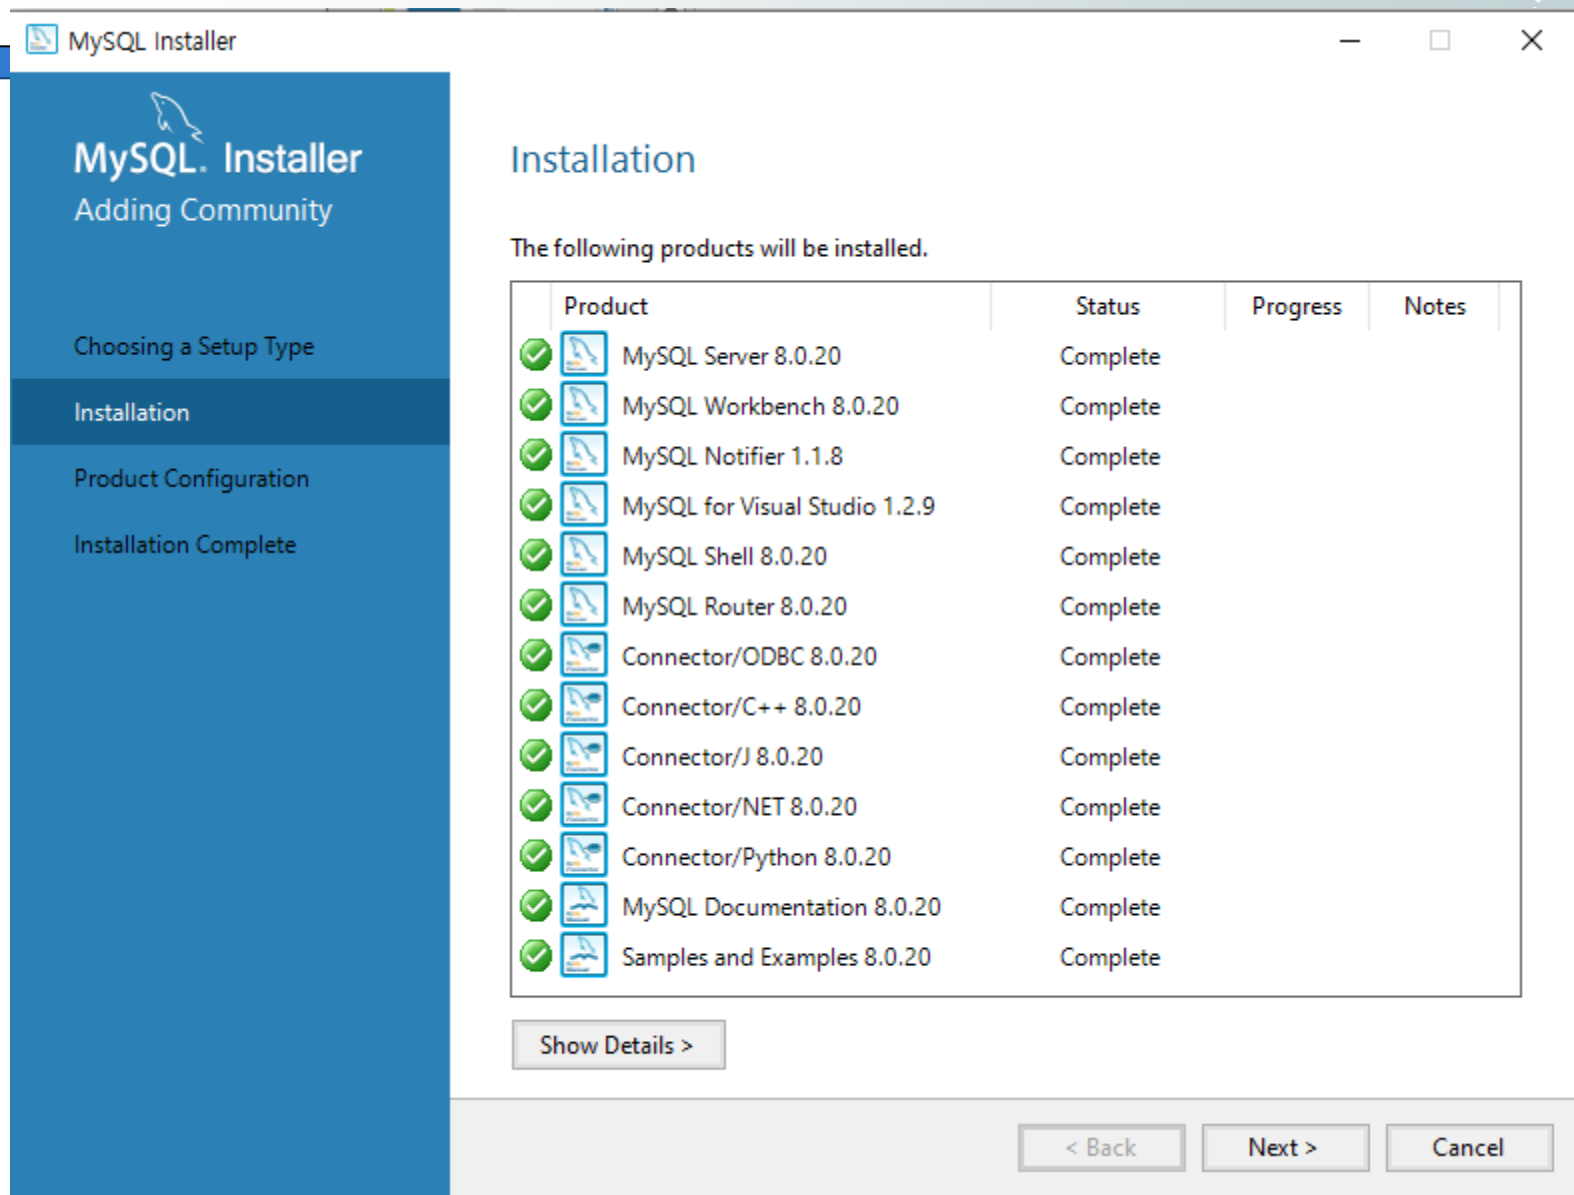 MySQL Installer
MySQL. Installer
Adding Community
Choosing a Setup Type
Installation
Product Configuration
Installation Complete
Installation
The following products will be installed.
Product Status Progress Notes
MySQL Server 8.0.20 Complete
MySQL Workbench 8.0.20 Complete
MySQL Notifier 1.1.8 Complete
MySQL for Visual Studio 1.2.9 Complete
MySQL Shell 8.0.20 Complete
MySQL Router 8.0.20 Complete
Connector/ODBC 8.0.20 Complete
Connector/C++ 8.0.20 Complete
Connector/J 8.0.20 Complete
Connector/NET 8.0.20 Complete
Connector/Python 8.0.20 Complete
MySQL Documentation 8.0.20 Complete
Samples and Examples 8.0.20 Complete
Show Details >
< Back Next > Cancel